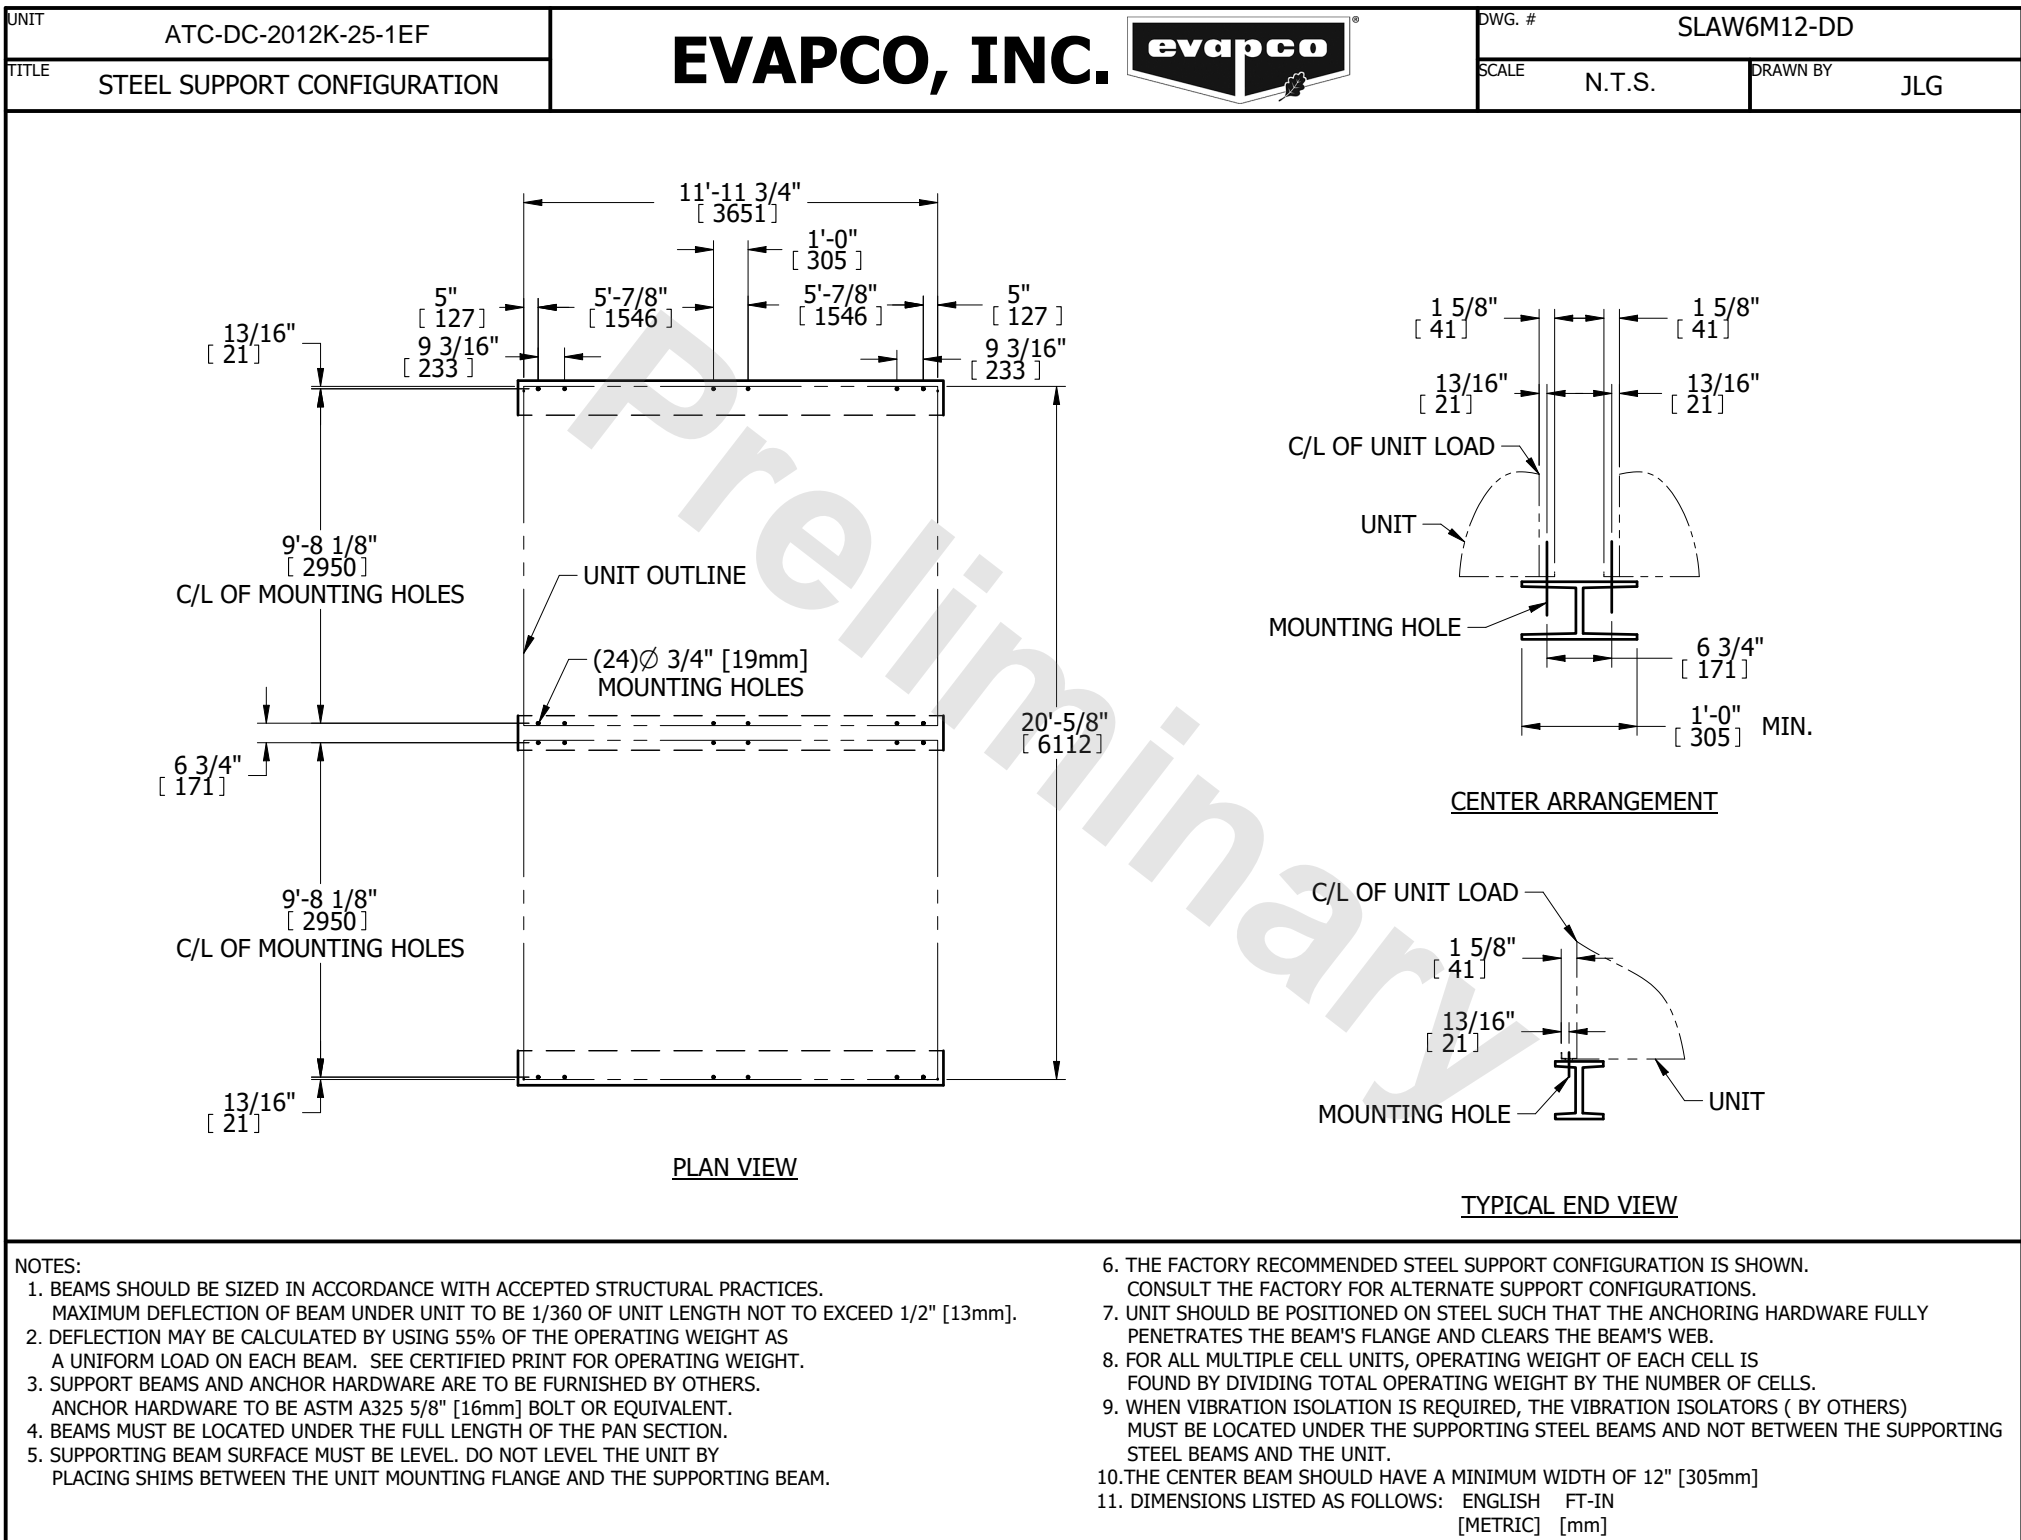 UNIT
ATC-DC-2012K-25-1EF
TITLE
STEEL SUPPORT CONFIGURATION
EVAPCO, INC.
evapco
®
DWG. #
SLAW6M12-DD
SCALE
N.T.S.
DRAWN BY
JLG
11'-11 3/4"
[ 3651]
1'-0"
[ 305 ]
5"
[ 127]
5'-7/8"
[ 1546 ]
5'-7/8"
[ 1546 ]
5"
[ 127 ]
13/16"
[ 21]
9 3/16"
[ 233 ]
9 3/16"
[ 233 ]
9'-8 1/8"
[ 2950]
C/L OF MOUNTING HOLES
UNIT OUTLINE
(24)∅ 3/4" [19mm]
MOUNTING HOLES
6 3/4"
[ 171]
20'-5/8"
[ 6112]
9'-8 1/8"
[ 2950]
C/L OF MOUNTING HOLES
13/16"
[ 21]
PLAN VIEW
Preliminary
1 5/8"
[ 41]
1 5/8"
[ 41]
13/16"
[ 21]
13/16"
[ 21]
C/L OF UNIT LOAD
UNIT
MOUNTING HOLE
6 3/4"
[ 171]
1'-0"
[ 305] MIN.
CENTER ARRANGEMENT
C/L OF UNIT LOAD
1 5/8"
[ 41]
13/16"
[ 21]
MOUNTING HOLE
UNIT
TYPICAL END VIEW
NOTES:
1. BEAMS SHOULD BE SIZED IN ACCORDANCE WITH ACCEPTED STRUCTURAL PRACTICES.
MAXIMUM DEFLECTION OF BEAM UNDER UNIT TO BE 1/360 OF UNIT LENGTH NOT TO EXCEED 1/2" [13mm].
2. DEFLECTION MAY BE CALCULATED BY USING 55% OF THE OPERATING WEIGHT AS
A UNIFORM LOAD ON EACH BEAM. SEE CERTIFIED PRINT FOR OPERATING WEIGHT.
3. SUPPORT BEAMS AND ANCHOR HARDWARE ARE TO BE FURNISHED BY OTHERS.
ANCHOR HARDWARE TO BE ASTM A325 5/8" [16mm] BOLT OR EQUIVALENT.
4. BEAMS MUST BE LOCATED UNDER THE FULL LENGTH OF THE PAN SECTION.
5. SUPPORTING BEAM SURFACE MUST BE LEVEL. DO NOT LEVEL THE UNIT BY
PLACING SHIMS BETWEEN THE UNIT MOUNTING FLANGE AND THE SUPPORTING BEAM.
6. THE FACTORY RECOMMENDED STEEL SUPPORT CONFIGURATION IS SHOWN.
CONSULT THE FACTORY FOR ALTERNATE SUPPORT CONFIGURATIONS.
7. UNIT SHOULD BE POSITIONED ON STEEL SUCH THAT THE ANCHORING HARDWARE FULLY
PENETRATES THE BEAM'S FLANGE AND CLEARS THE BEAM'S WEB.
8. FOR ALL MULTIPLE CELL UNITS, OPERATING WEIGHT OF EACH CELL IS
FOUND BY DIVIDING TOTAL OPERATING WEIGHT BY THE NUMBER OF CELLS.
9. WHEN VIBRATION ISOLATION IS REQUIRED, THE VIBRATION ISOLATORS ( BY OTHERS)
MUST BE LOCATED UNDER THE SUPPORTING STEEL BEAMS AND NOT BETWEEN THE SUPPORTING
STEEL BEAMS AND THE UNIT.
10.THE CENTER BEAM SHOULD HAVE A MINIMUM WIDTH OF 12" [305mm]
11. DIMENSIONS LISTED AS FOLLOWS: ENGLISH FT-IN
[METRIC] [mm]